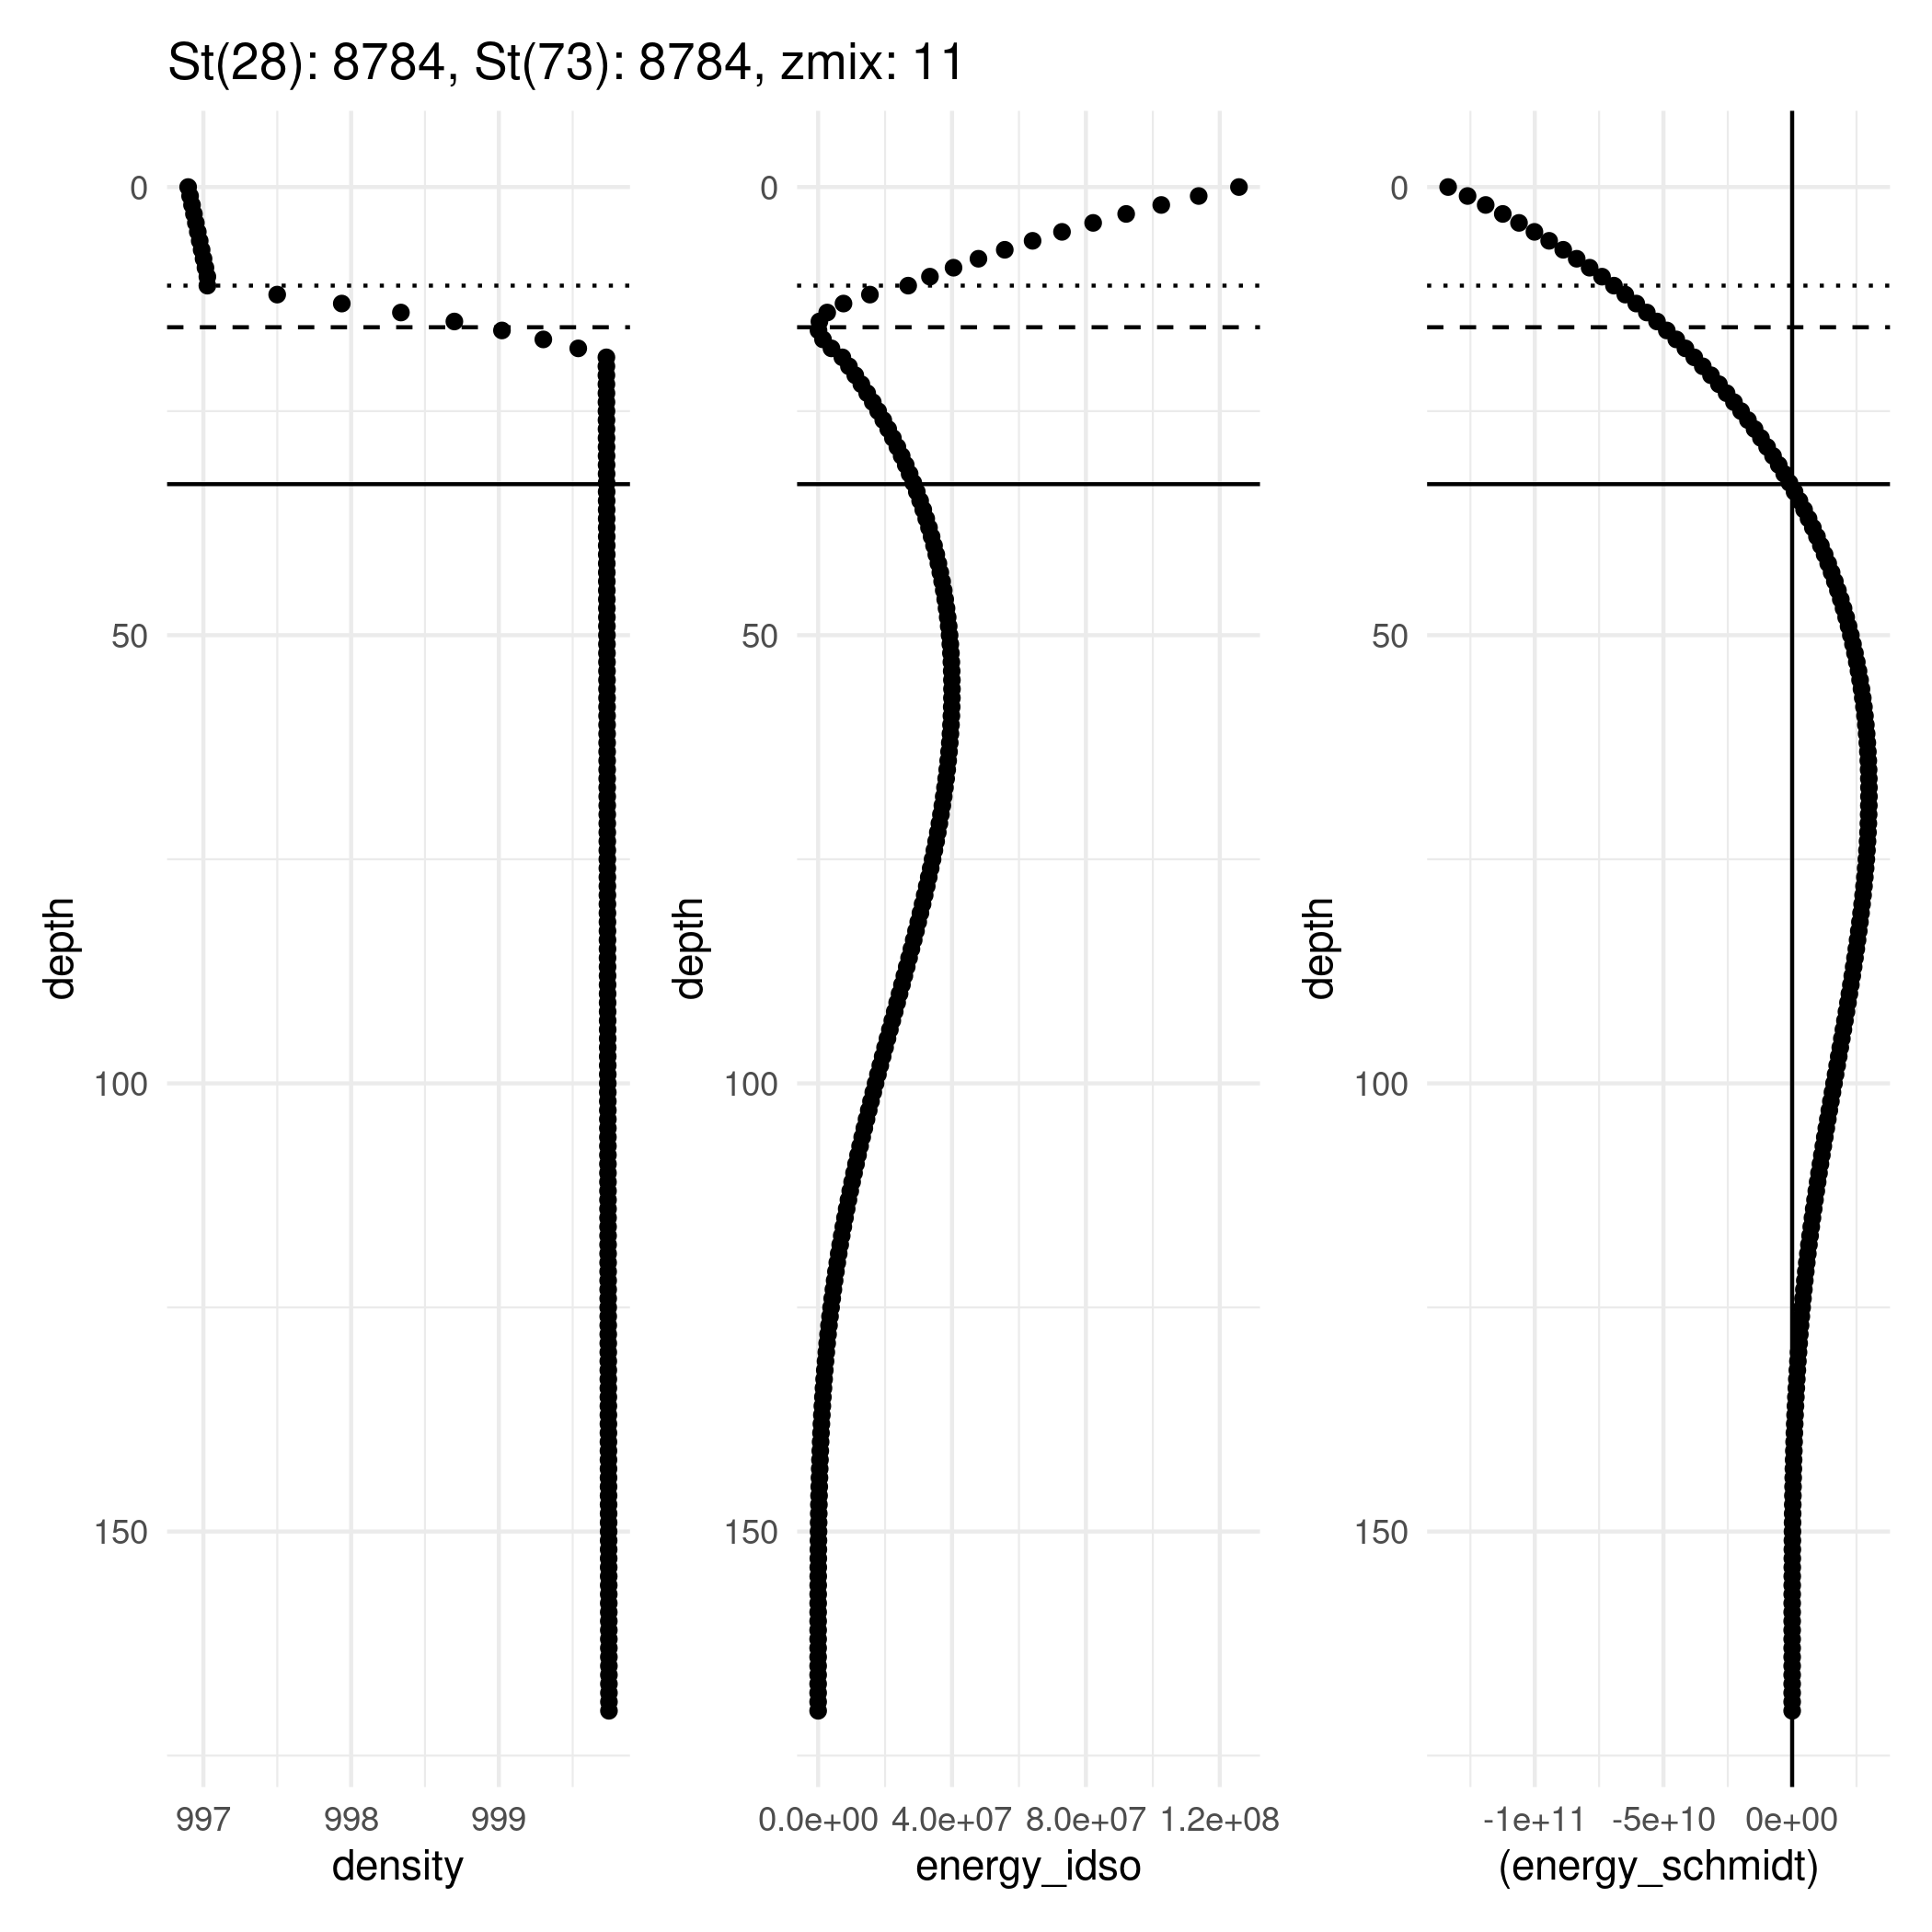 St(28): 8784, St(73): 8784, zmix: 11
0
50
100
150
depth
997 998 999
density
0
50
100
150
depth
0.0e+00 4.0e+07 8.0e+07 1.2e+08
energy_idso
0
50
100
150
depth
-1e+11 -5e+10 0e+00
(energy_schmidt)